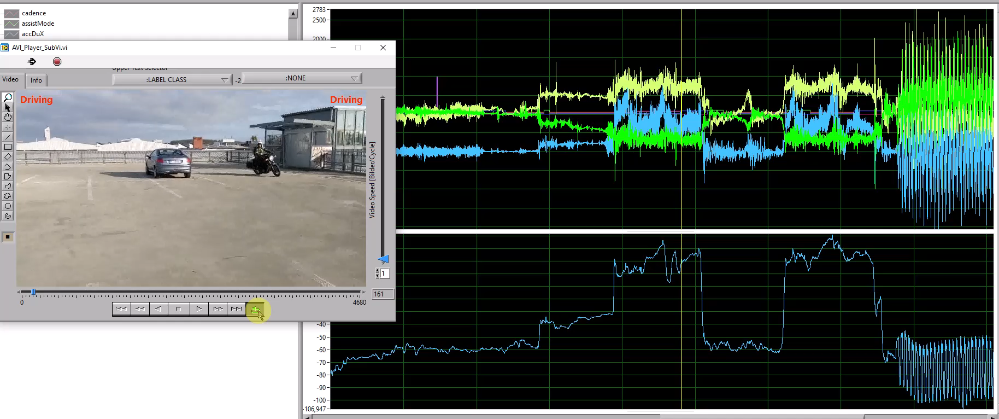 cadence
assistMode
accDuX
AVI_Player_SubVi.vi
Upper Text Selector
Video
Info
:LABEL CLASS
-2
:NONE
Driving
Driving
Video Speed [Bilder/Cycle]
1
0
4680
161
2783-
2500-
2000-
-40-
-50-
-60-
-70-
-80-
-90-
-100-
-106,947-